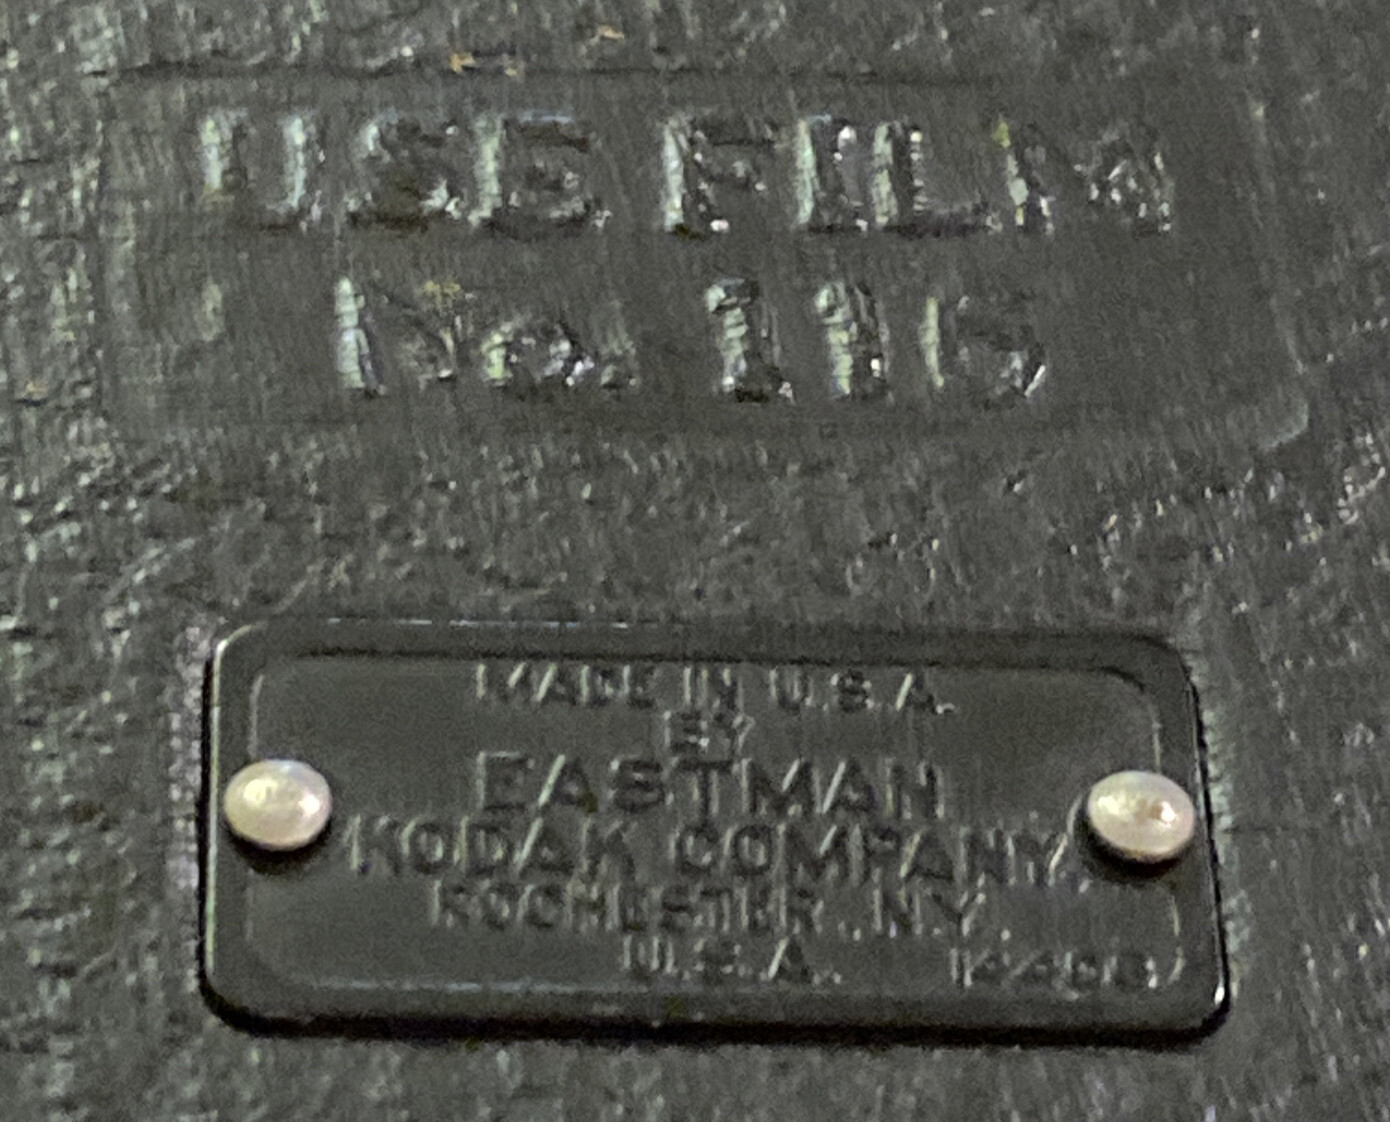 USE FILM
No. 116
MADE IN U.S.A.
BY
EASTMAN
KODAK COMPANY,
ROCHESTER, N.Y.,
U.S.A.